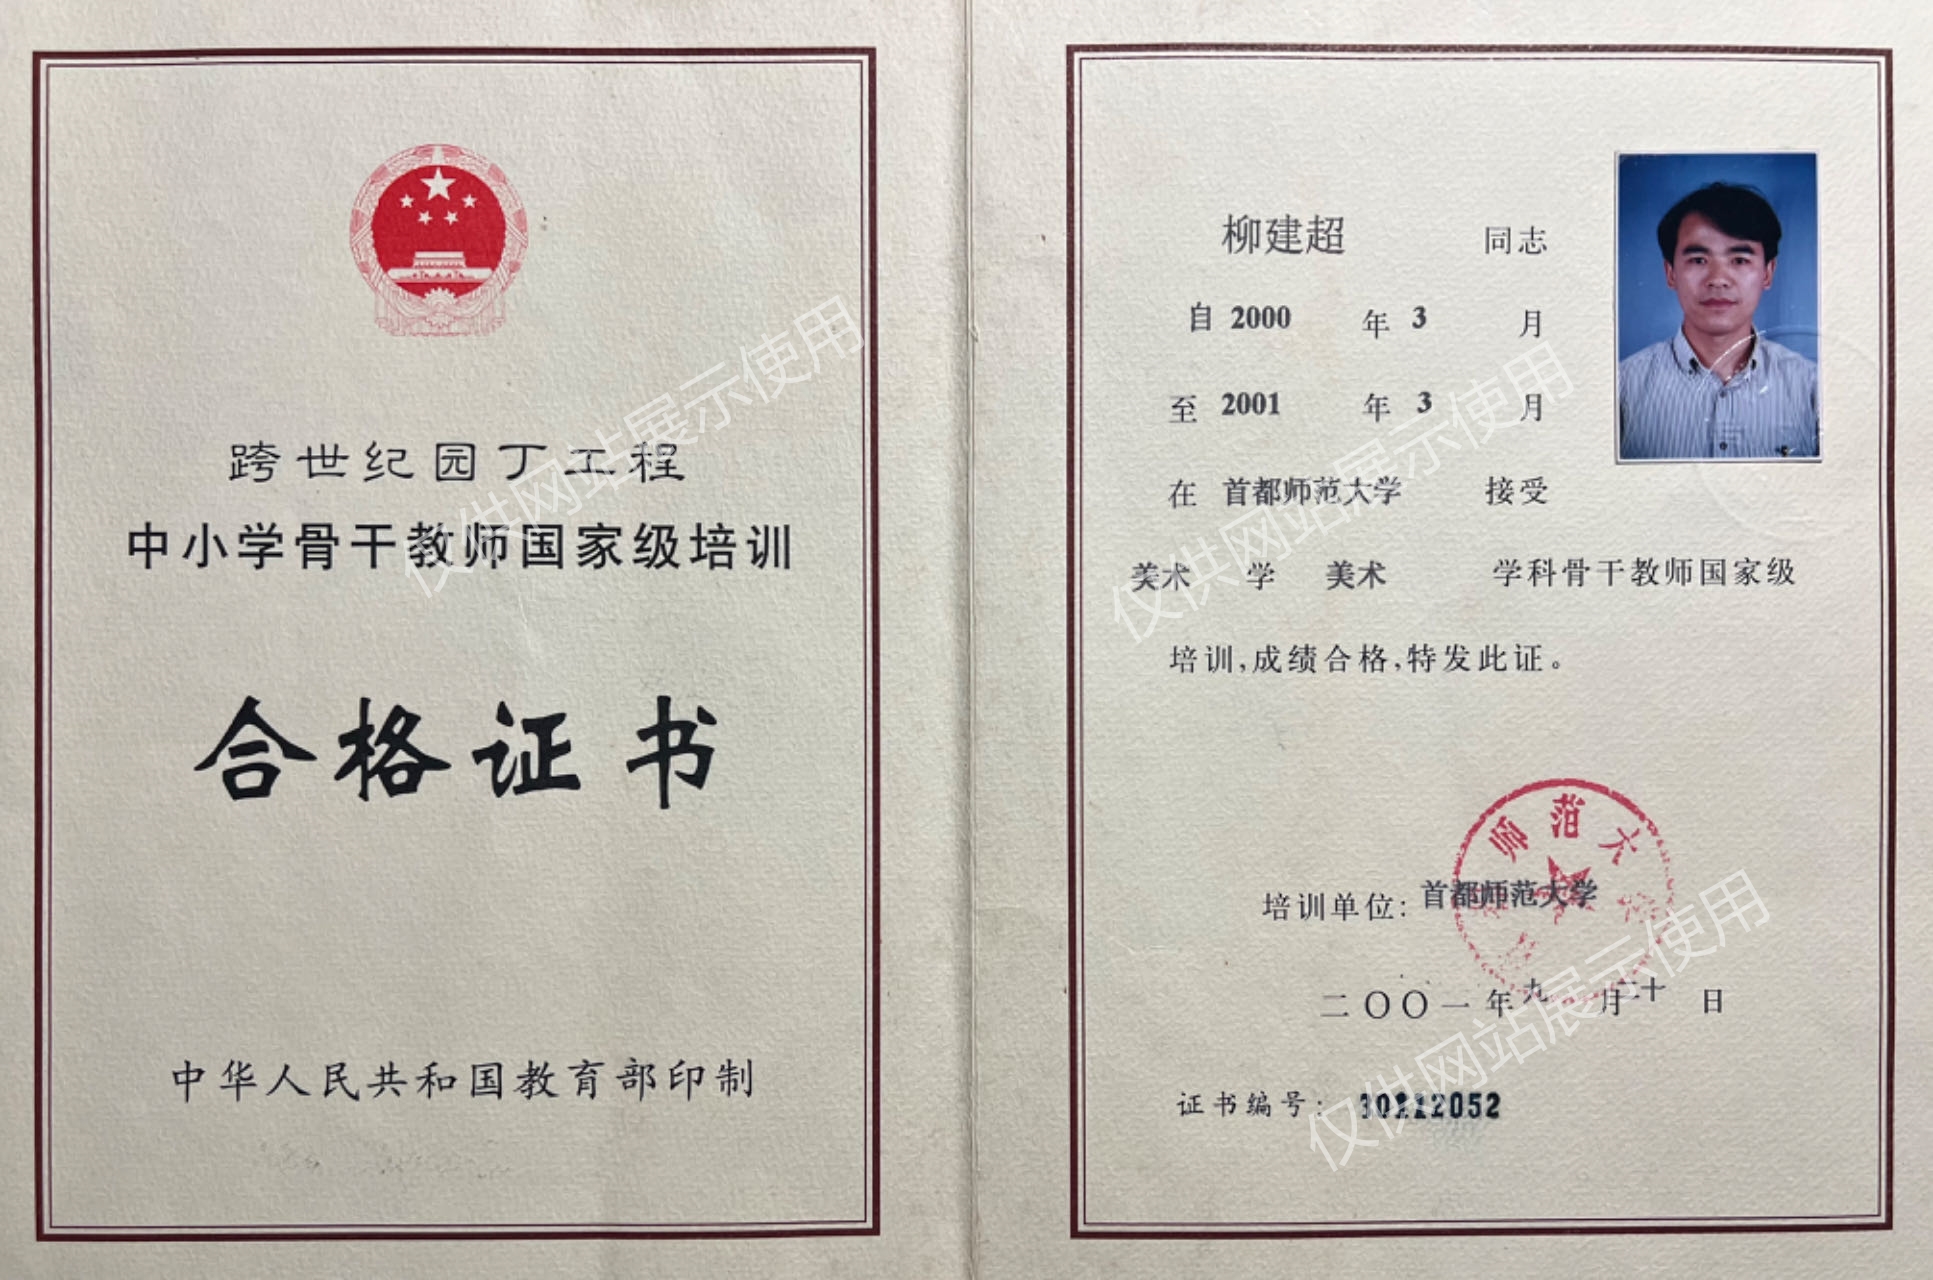 跨世纪园丁工程
中小学骨干教师国家级培训
合格证书
中华人民共和国教育部印制
柳建超 同志
自 2000 年 3 月
至 2001 年 3 月
在 首都师范大学 接受
美术 学 美术 学科骨干教师国家级
培训,成绩合格,特发此证。
师范大
培训单位: 首都师范大学
二〇〇一年九月二十日
证书编号: 10222052
仅供网站展示使用
仅供网站展示使用
仅供网站展示使用